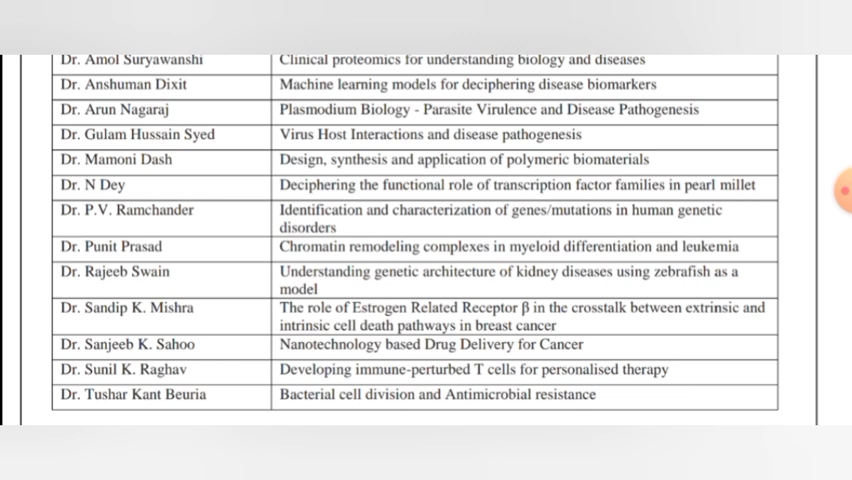 Dr. Amol Suryawanshi Clinical proteomics for understanding biology and diseases
Dr. Anshuman Dixit Machine learning models for deciphering disease biomarkers
Dr. Arun Nagaraj Plasmodium Biology - Parasite Virulence and Disease Pathogenesis
Dr. Gulam Hussain Syed Virus Host Interactions and disease pathogenesis
Dr. Mamoni Dash Design, synthesis and application of polymeric biomaterials
Dr. N Dey Deciphering the functional role of transcription factor families in pearl millet
Dr. P.V. Ramchander Identification and characterization of genes/mutations in human genetic
disorders
Dr. Punit Prasad Chromatin remodeling complexes in myeloid differentiation and leukemia
Dr. Rajeeb Swain Understanding genetic architecture of kidney diseases using zebrafish as a
model
Dr. Sandip K. Mishra The role of Estrogen Related Receptor β in the crosstalk between extrinsic and
intrinsic cell death pathways in breast cancer
Dr. Sanjeeb K. Sahoo Nanotechnology based Drug Delivery for Cancer
Dr. Sunil K. Raghav Developing immune-perturbed T cells for personalised therapy
Dr. Tushar Kant Beuria Bacterial cell division and Antimicrobial resistance